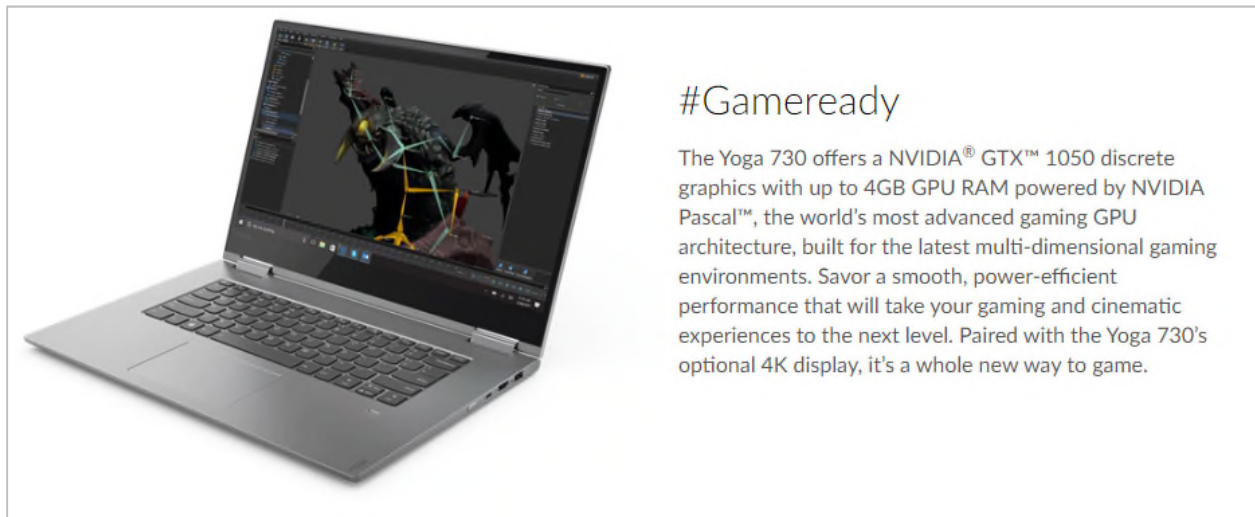 #Gameready
The Yoga 730 offers a NVIDIA® GTX™ 1050 discrete
graphics with up to 4GB GPU RAM powered by NVIDIA
Pascal™, the world's most advanced gaming GPU
architecture, built for the latest multi-dimensional gaming
environments. Savor a smooth, power-efficient
performance that will take your gaming and cinematic
experiences to the next level. Paired with the Yoga 730's
optional 4K display, it's a whole new way to game.